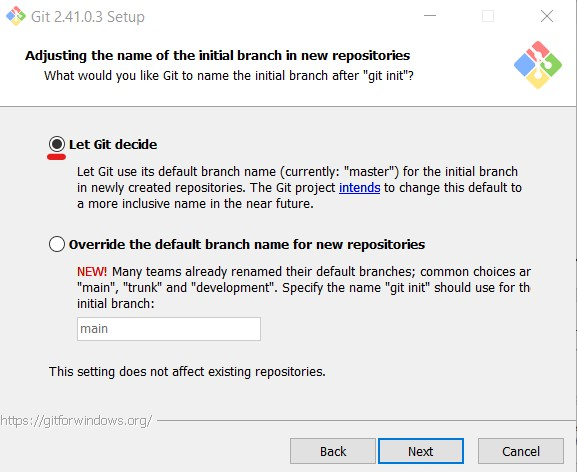 Git 2.41.0.3 Setup
Adjusting the name of the initial branch in new repositories
What would you like Git to name the initial branch after "git init"?
Let Git decide
Let Git use its default branch name (currently: "master") for the initial branch
in newly created repositories. The Git project intends to change this default to
a more inclusive name in the near future.
Override the default branch name for new repositories
NEW! Many teams already renamed their default branches; common choices ar
"main", "trunk" and "development". Specify the name "git init" should use for th
initial branch:
main
This setting does not affect existing repositories.
https://gitforwindows.org/
Back Next Cancel